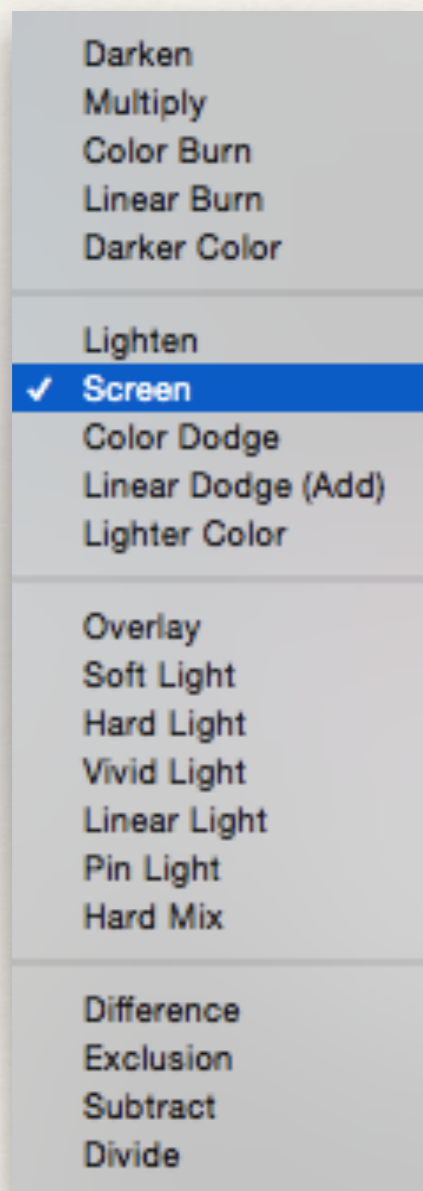 Darken
Multiply
Color Burn
Linear Burn
Darker Color
Lighten
✓ Screen
Color Dodge
Linear Dodge (Add)
Lighter Color
Overlay
Soft Light
Hard Light
Vivid Light
Linear Light
Pin Light
Hard Mix
Difference
Exclusion
Subtract
Divide